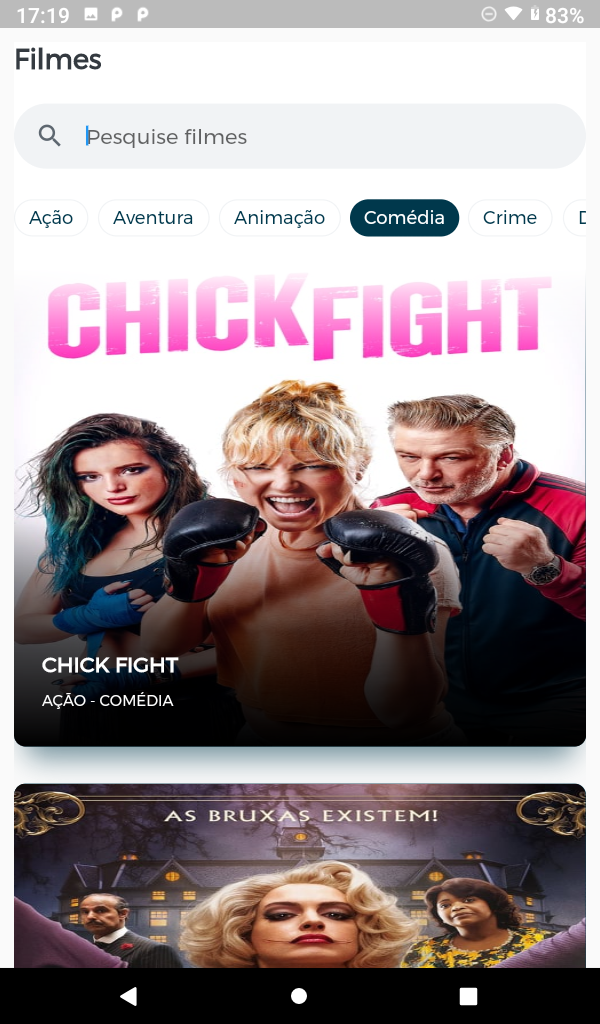 17:19 83%
Filmes
Pesquise filmes
Ação Aventura Animação Comédia Crime
CHICK FIGHT
CHICK FIGHT
AÇÃO - COMÉDIA
AS BRUXAS EXISTEM!